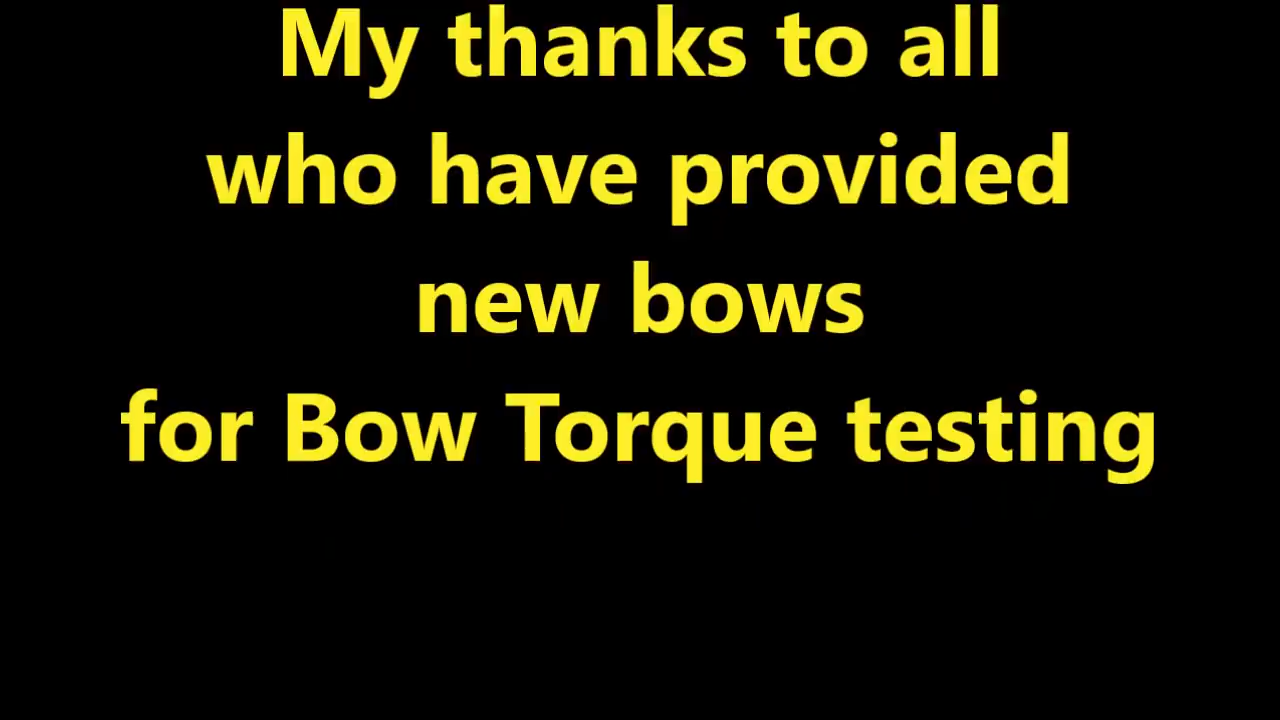 My thanks to all
who have provided
new bows
for Bow Torque testing